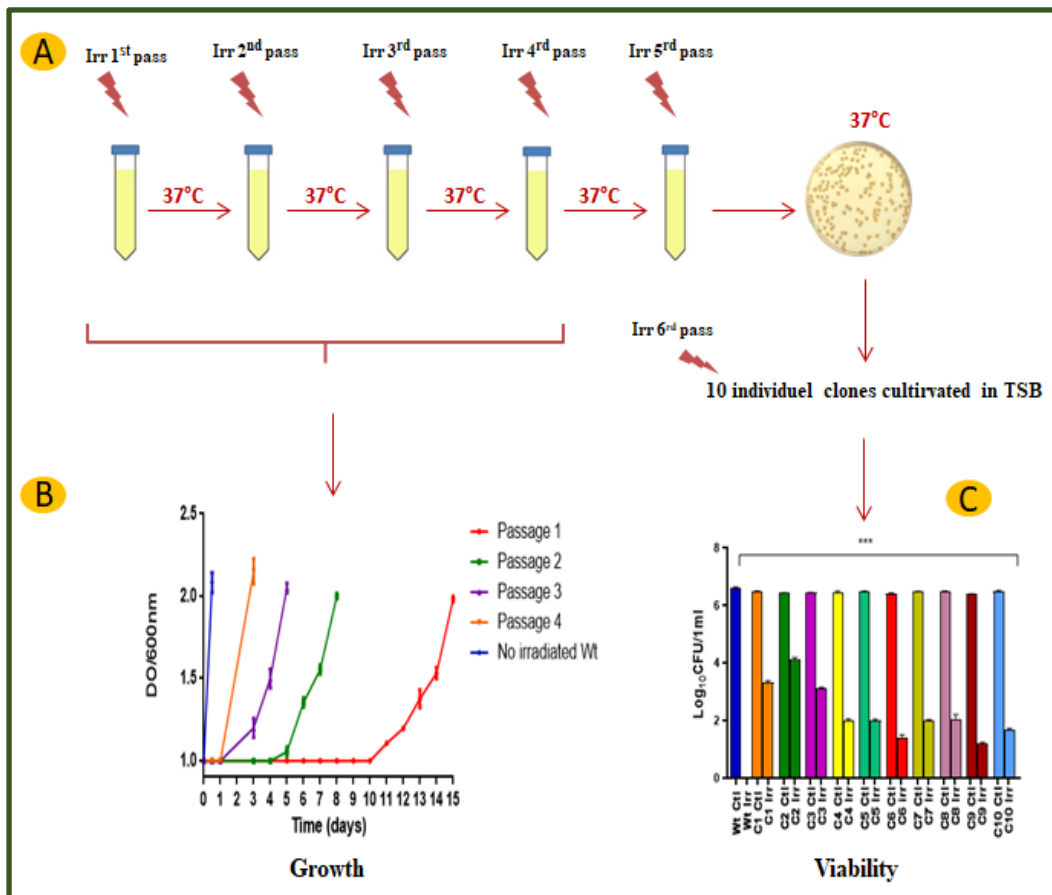 A
Irr 1st pass
Irr 2nd pass
Irr 3rd pass
Irr 4rd pass
Irr 5rd pass
37°C
37°C
37°C
37°C
37°C
Irr 6rd pass
10 individuel clones cultirvated in TSB
B
DO/600nm
2.5
2.0
1.5
1.0
0 1 2 3 4 5 6 7 8 9 10 11 12 13 14 15
Time (days)
Passage 1
Passage 2
Passage 3
Passage 4
No irradiated Wt
Growth
C
***
Log10CFU/1ml
8
6
4
2
0
Wt Ctl
Wt Irr
C1 Ctl
C1 Irr
C2 Ctl
C2 Irr
C3 Ctl
C3 Irr
C4 Ctl
C4 Irr
C5 Ctl
C5 Irr
C6 Ctl
C6 Irr
C7 Ctl
C7 Irr
C8 Ctl
C8 Irr
C9 Ctl
C9 Irr
C10 Ctl
C10 Irr
Viability